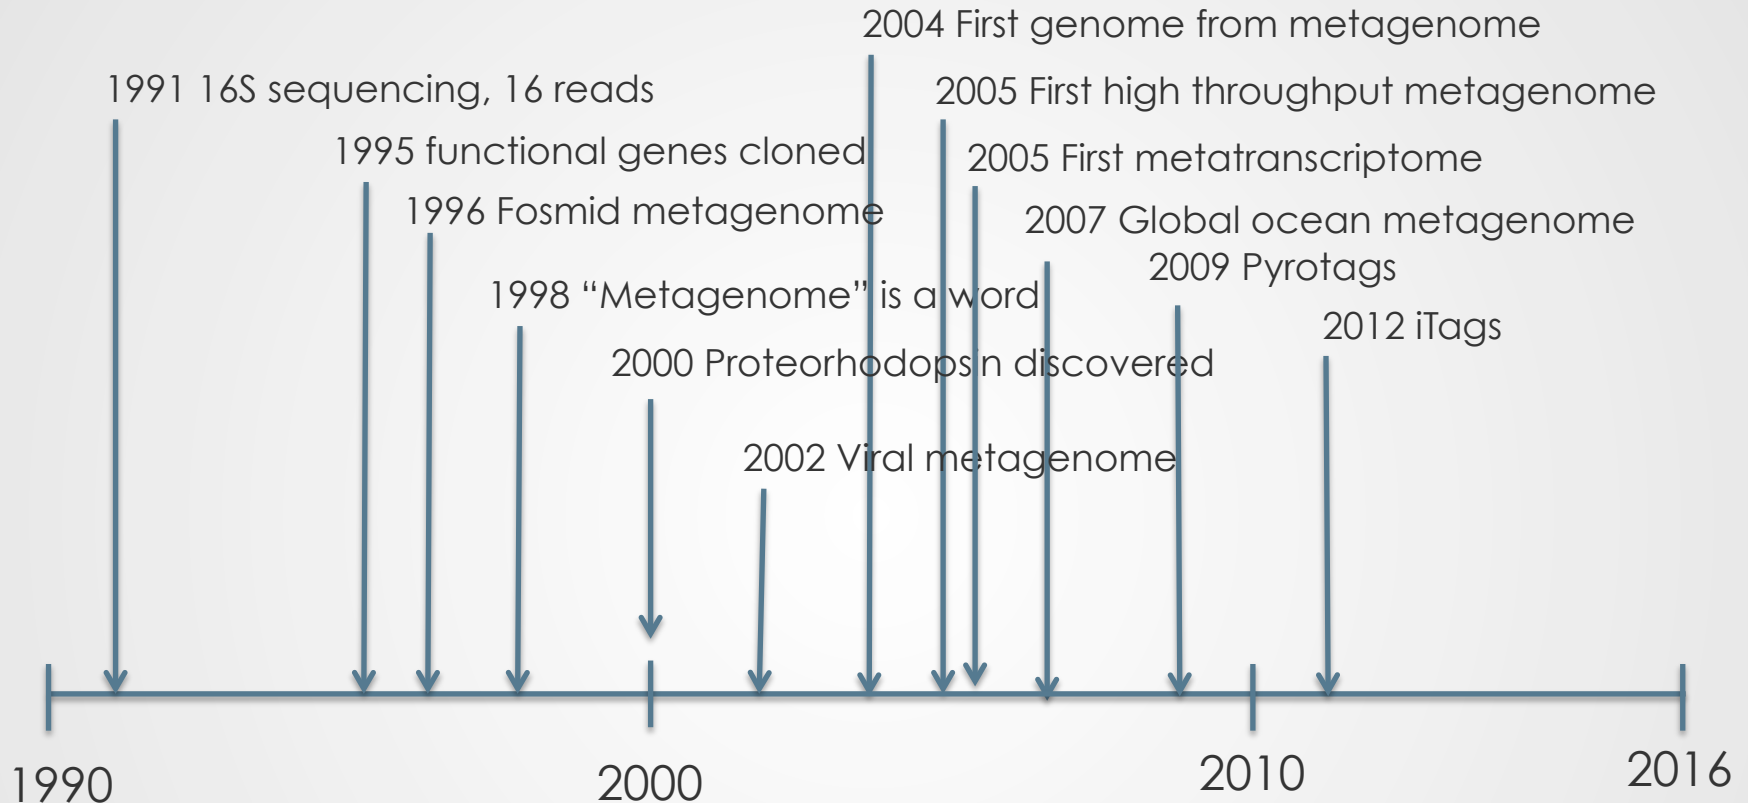 2004 First genome from metagenome
1991 16S sequencing, 16 reads
2005 First high throughput metagenome
1995 functional genes cloned
2005 First metatranscriptome
1996 Fosmid metagenome
2007 Global ocean metagenome
2009 Pyrotags
1998 “Metagenome” is a word
2012 iTags
2000 Proteorhodopsin discovered
2002 Viral metagenome
1990
2000
2010
2016